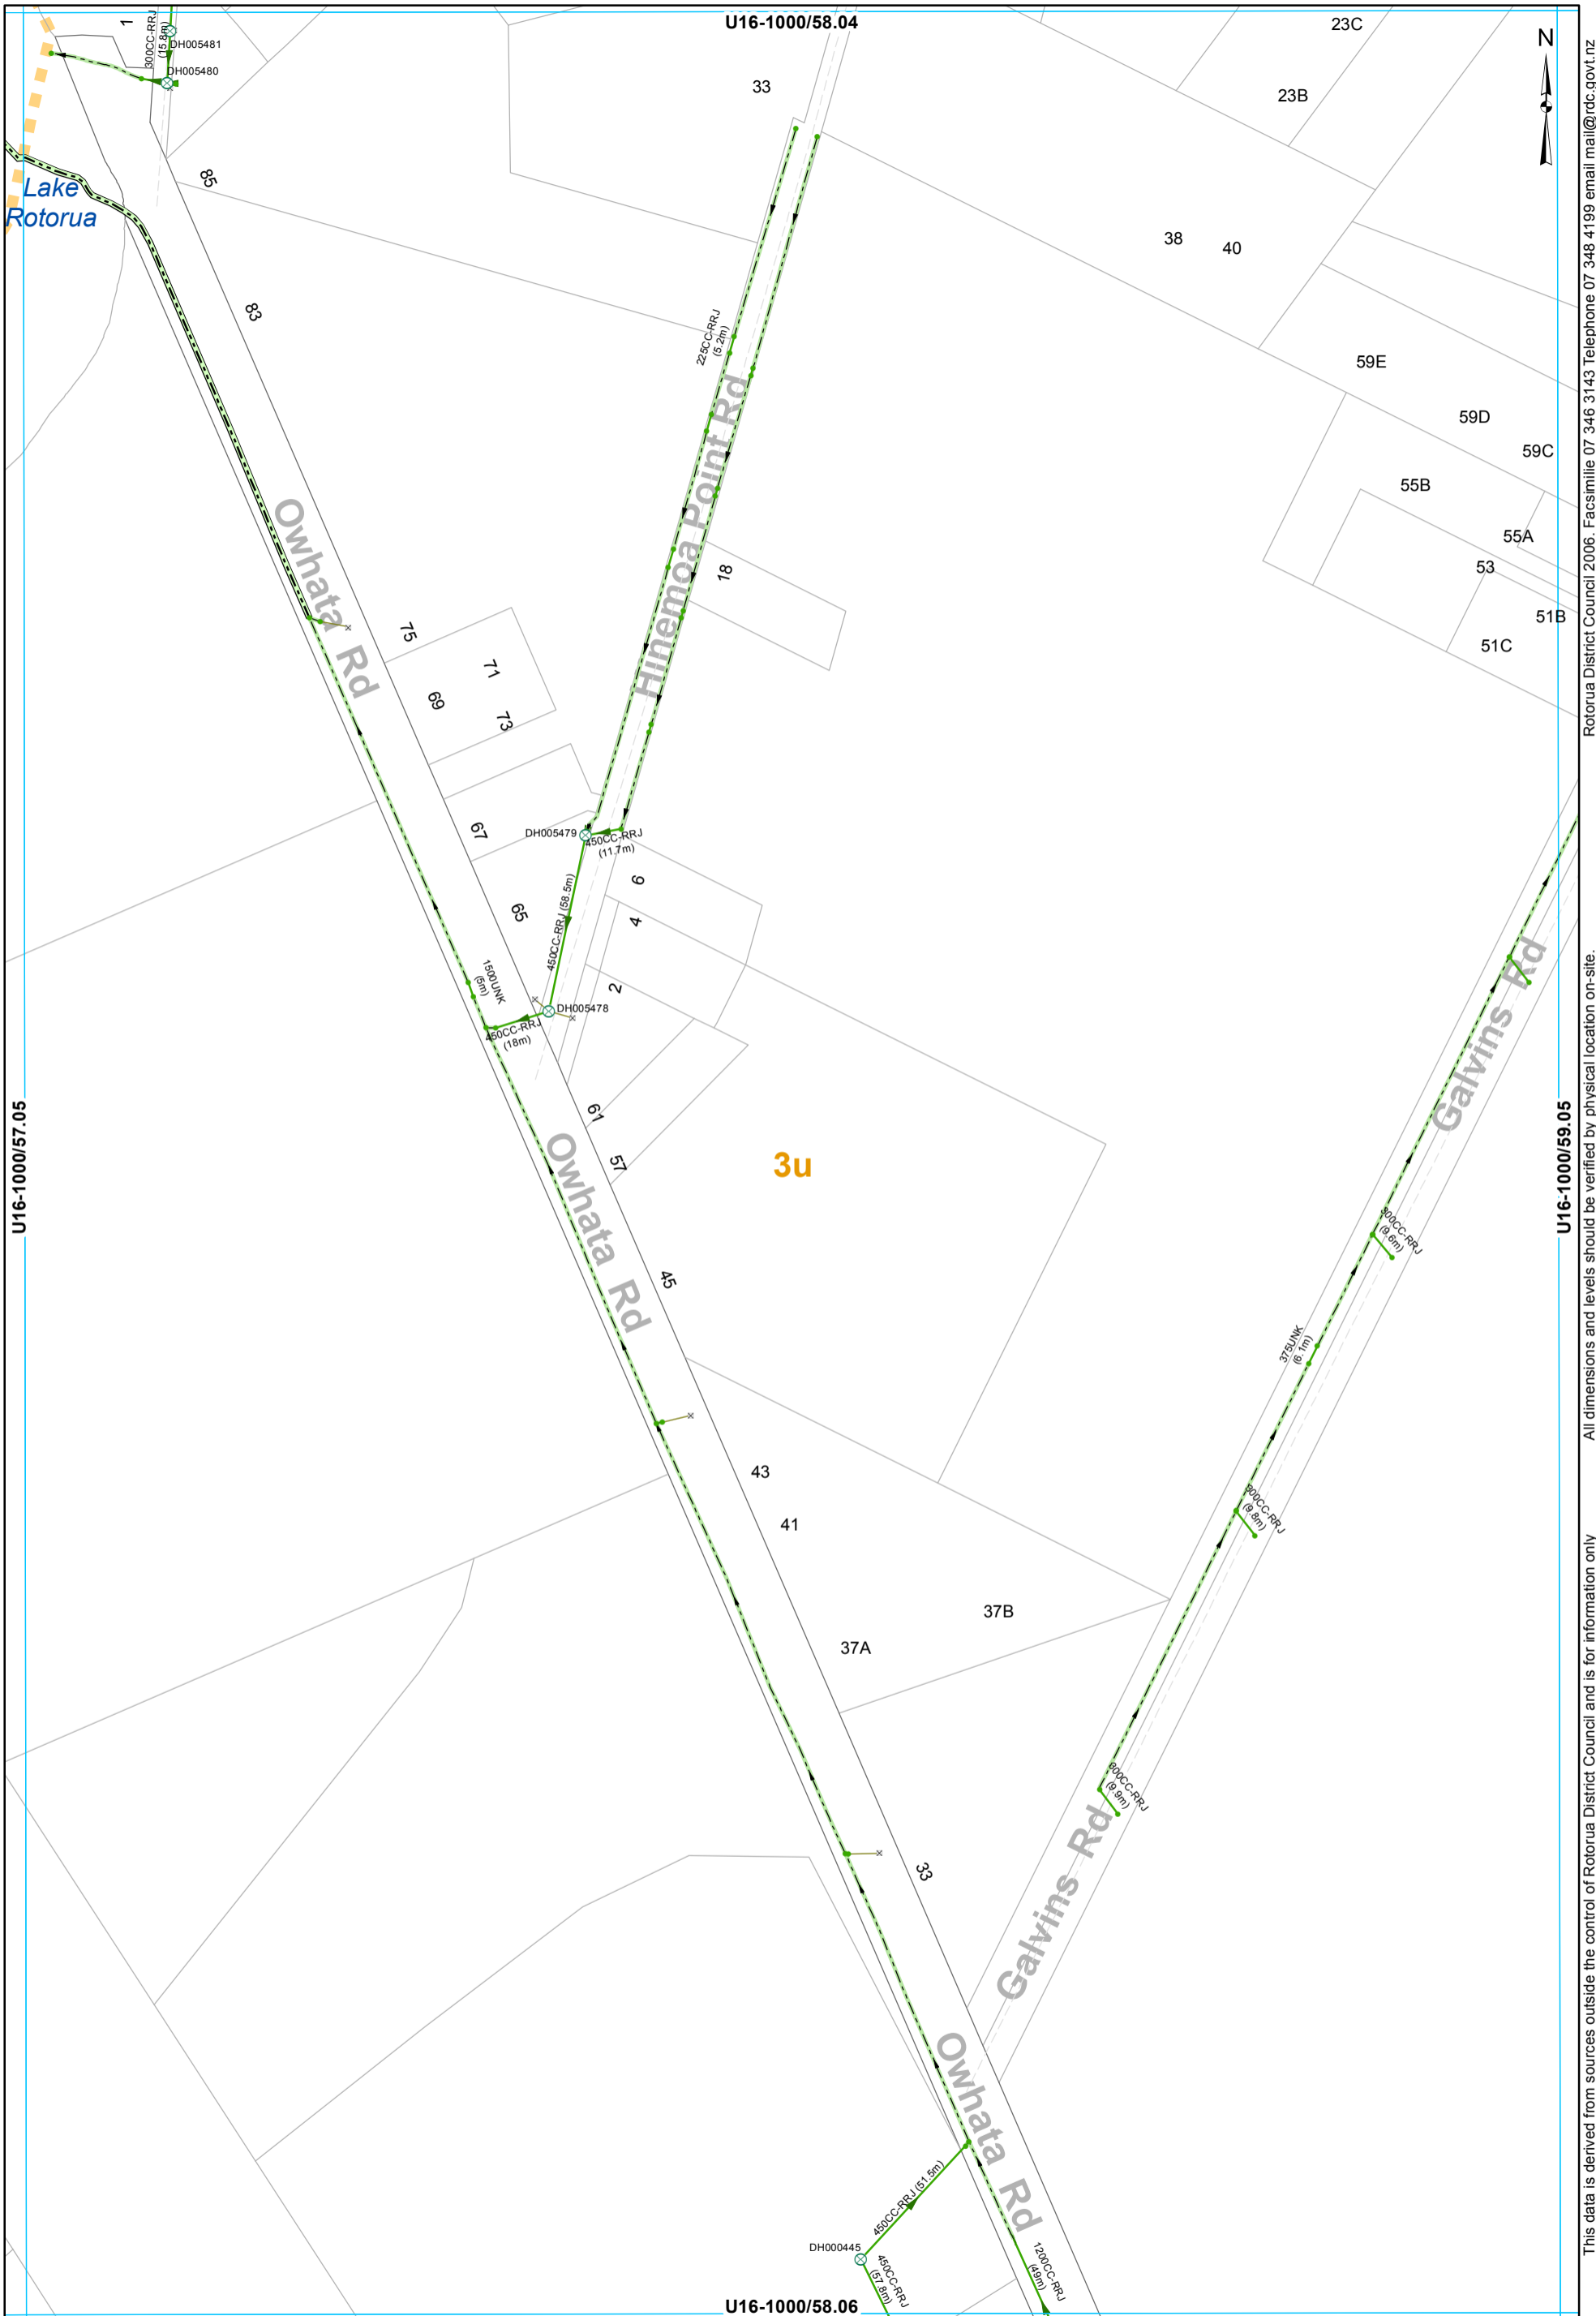 U16-1000/58.04
1
300CC-RRJ
(15.8m)
DH005481
DH005480
33
23C
23B
N
Lake
Rotorua
85
83
38
40
225CC-RRJ
(5.2m)
Hinemoa Point Rd
59E
59D
59C
55B
55A
53
51B
51C
18
Owhata Rd
75
71
69
73
67
DH005479
450CC-RRJ
(11.7m)
6
4
65
450CC-RRJ (58.5m)
2
1500UNK
(5m)
DH005478
450CC-RRJ
(18m)
Galvins Rd
U16-1000/57.05
U16-1000/59.05
61
57
3u
Owhata Rd
45
300CC-RRJ
(9.6m)
375UNK
(6.1m)
43
41
300CC-RRJ
(9.8m)
37B
37A
300CC-RRJ
(9.9m)
33
Galvins Rd
Owhata Rd
450CC-RRJ (51.5m)
DH000445
450CC-RRJ
(57.8m)
1200CC-RRJ
(49m)
U16-1000/58.06
This data is derived from sources outside the control of Rotorua District Council and is for information only
All dimensions and levels should be verified by physical location on-site.
Rotorua District Council 2006. Facsimilie 07 346 3143 Telephone 07 348 4199 email mail@rdc.govt.nz